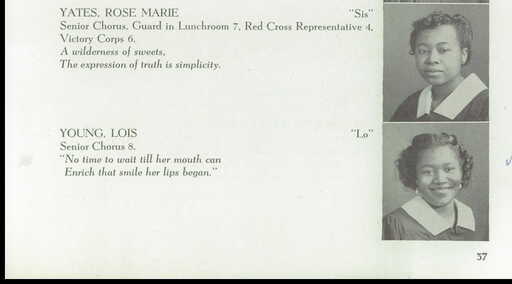 YATES, ROSE MARIE "Sis"
Senior Chorus, Guard in Lunchroom 7, Red Cross Representative 4,
Victory Corps 6.
A wilderness of sweets,
The expression of truth is simplicity.
YOUNG, LOIS "Lo"
Senior Chorus 8.
"No time to wait till her mouth can
Enrich that smile her lips began."
37